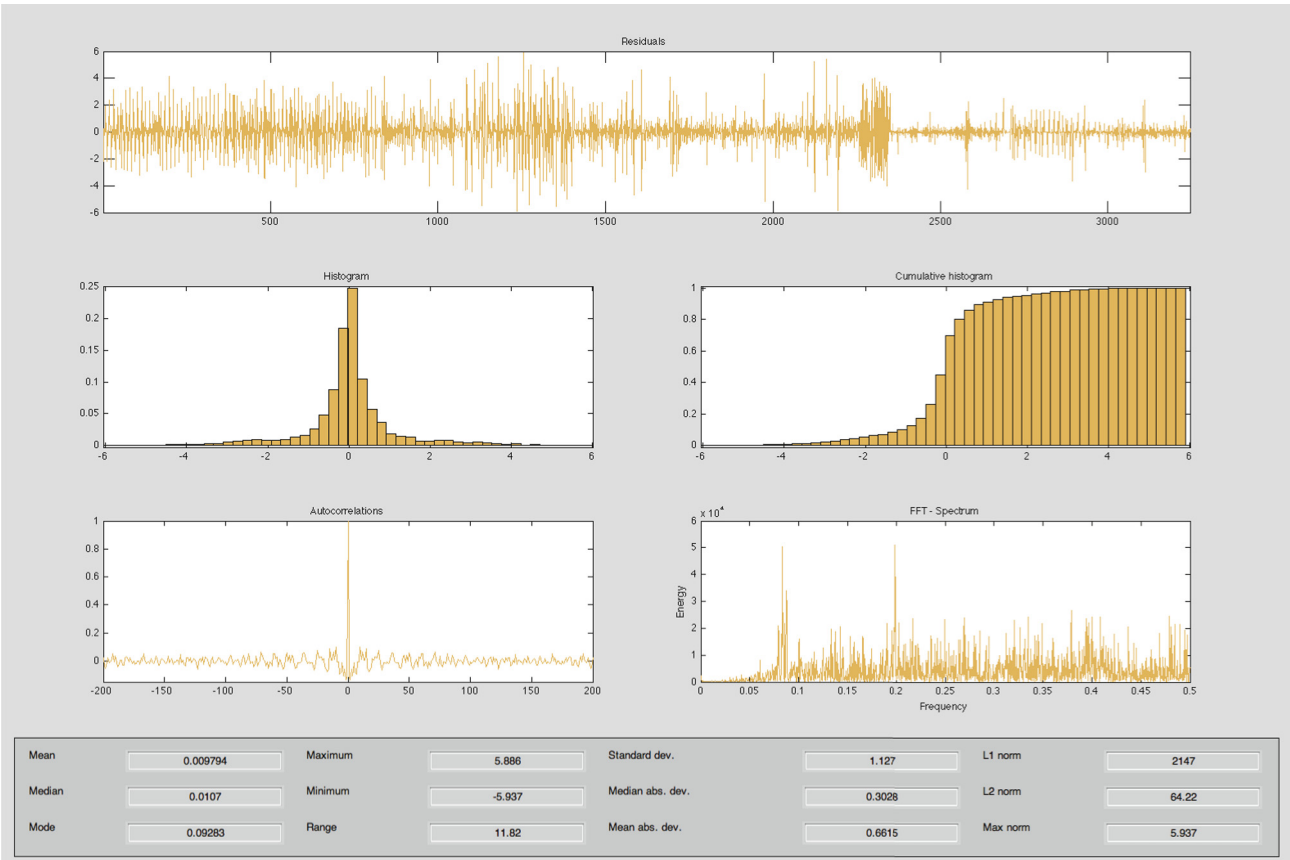 Residuals
6
4
2
0
-2
-4
-6
500 1000 1500 2000 2500 3000
Histogram
0.25
0.2
0.15
0.1
0.05
0
-6 -4 -2 0 2 4 6
Cumulative histogram
1
0.8
0.6
0.4
0.2
0
-6 -4 -2 0 2 4 6
Autocorrelations
1
0.8
0.6
0.4
0.2
0
-200 -150 -100 -50 0 50 100 150 200
FFT - Spectrum
x 10⁴
6
5
4
3
2
1
0
Energy
0 0.05 0.1 0.15 0.2 0.25 0.3 0.35 0.4 0.45 0.5
Frequency
Mean 0.009794 Maximum 5.886 Standard dev. 1.127 L1 norm 2147
Median 0.0107 Minimum -5.937 Median abs. dev. 0.3028 L2 norm 64.22
Mode 0.09283 Range 11.82 Mean abs. dev. 0.6615 Max norm 5.937